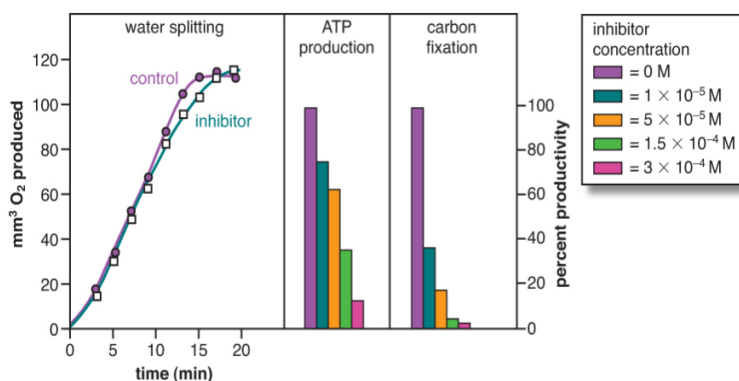 water splitting
ATP
production
carbon
fixation
inhibitor
concentration
= 0 M
= 1 × 10⁻⁵ M
= 5 × 10⁻⁵ M
= 1.5 × 10⁻⁴ M
= 3 × 10⁻⁴ M
control
inhibitor
mm³ O₂ produced
120
100
80
60
40
20
0
0
5
10
15
20
time (min)
100
80
60
40
20
0
percent productivity